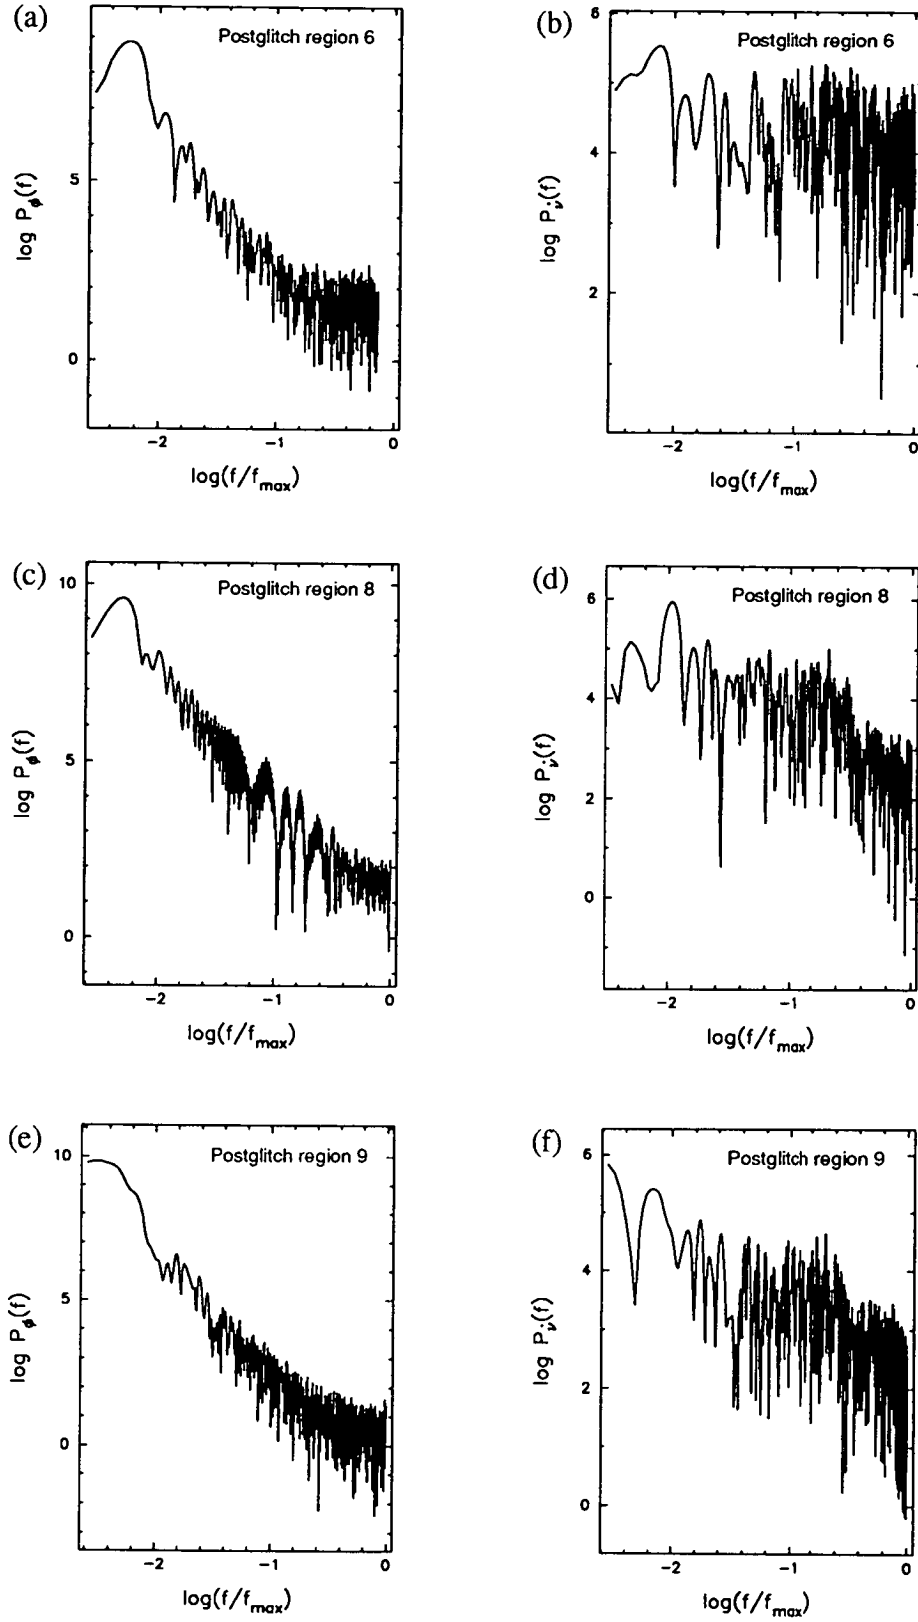 (a)
Postglitch region 6
5
0
−2
−1
0
log P_ϕ(f)
log(f/f_max)
(b)
Postglitch region 6
6
4
2
−2
−1
0
log P_ν̇(f)
log(f/f_max)
(c)
Postglitch region 8
10
5
0
−2
−1
0
log P_ϕ(f)
log(f/f_max)
(d)
Postglitch region 8
6
4
2
0
−2
−1
0
log P_ν̇(f)
log(f/f_max)
(e)
Postglitch region 9
10
5
0
−2
−1
0
log P_ϕ(f)
log(f/f_max)
(f)
Postglitch region 9
6
4
2
0
−2
−1
0
log P_ν̇(f)
log(f/f_max)